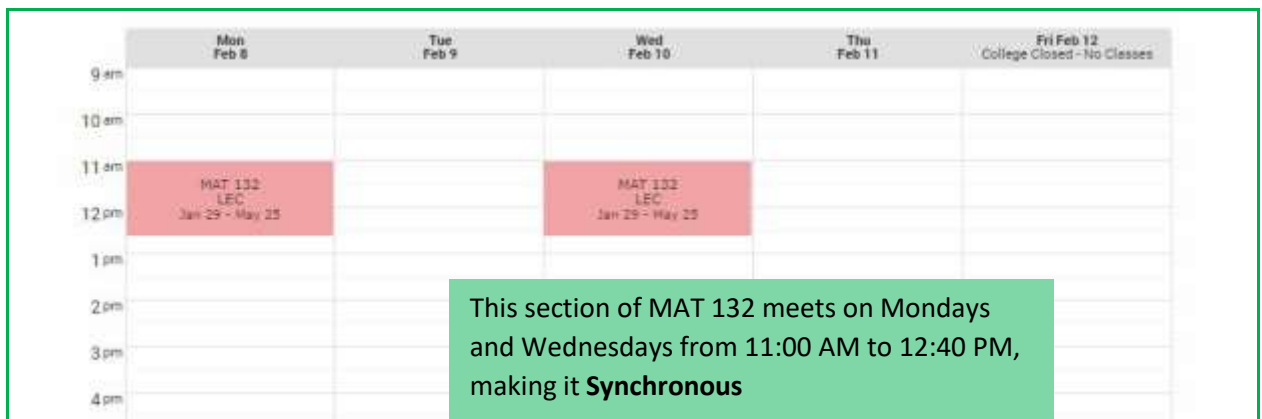 Mon Tue Wed Thu Fri Feb 12
Feb 8 Feb 9 Feb 10 Feb 11 College Closed - No Classes
9 am
10 am
11 am
MAT 132 MAT 132
LEC LEC
12 pm Jan 29 - May 25 Jan 29 - May 25
1 pm
2 pm
This section of MAT 132 meets on Mondays
3 pm and Wednesdays from 11:00 AM to 12:40 PM,
making it Synchronous
4 pm